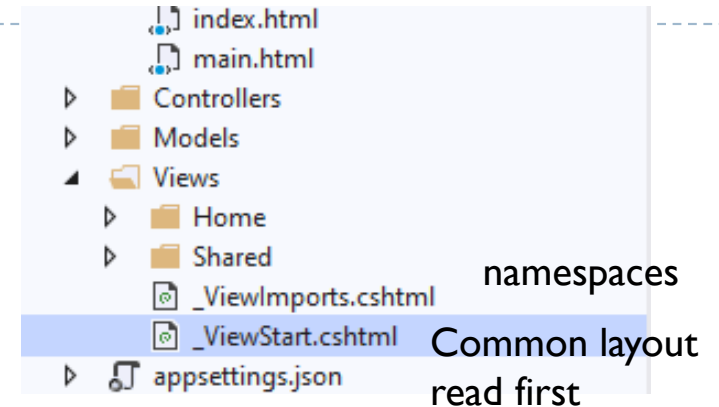 index.html
main.html
Controllers
Models
Views
Home
Shared
namespaces
_ViewImports.cshtml
_ViewStart.cshtml
Common layout
appsettings.json
read first